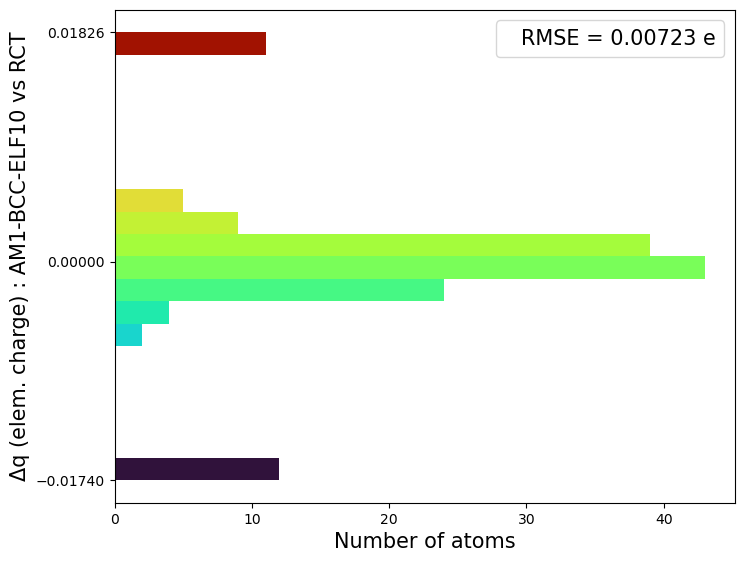 RMSE = 0.00723 e
Δq (elem. charge) : AM1-BCC-ELF10 vs RCT
0.01826
0.00000
−0.01740
0 10 20 30 40
Number of atoms